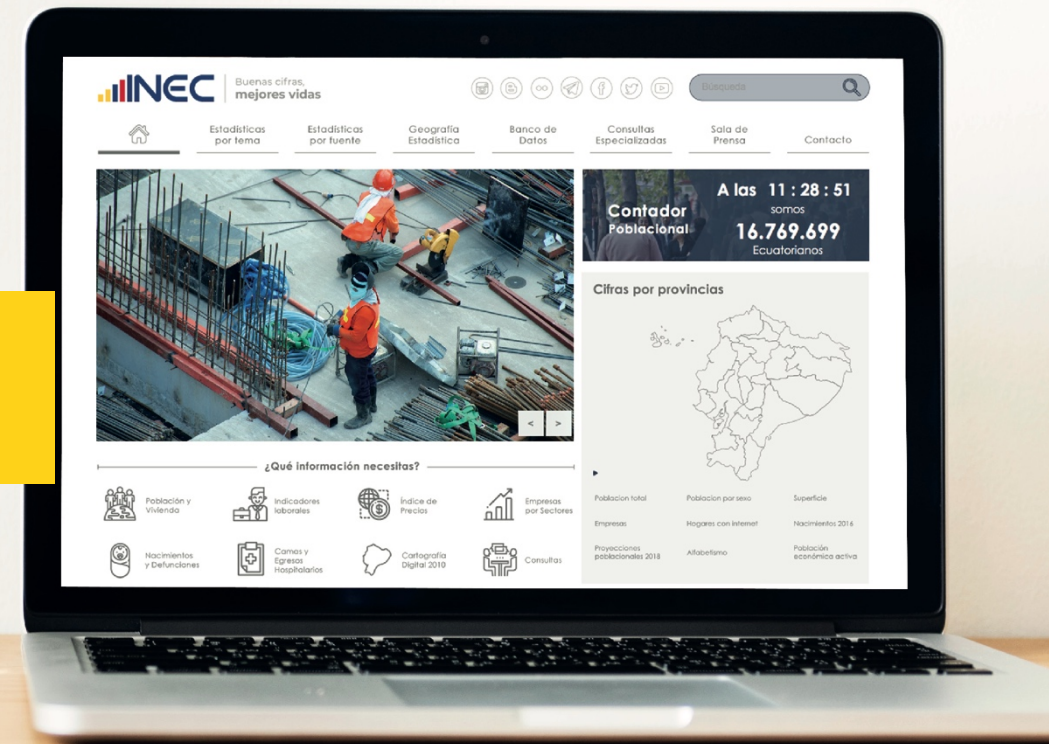 INEC
Buenas cifras,
mejores vidas
Búsqueda
Estadísticas
por tema
Estadísticas
por fuente
Geografía
Estadística
Banco de
Datos
Consultas
Especializadas
Sala de
Prensa
Contacto
Contador
Poblacional
A las 11 : 28 : 51
somos
16.769.699
Ecuatorianos
Cifras por provincias
< >
¿Qué información necesitas?
Población y
Vivienda
Indicadores
laborales
Índice de
Precios
Empresas
por Sectores
Nacimientos
y Defunciones
Camas y
Egresos
Hospitalarios
Cartografía
Digital 2010
Consultas
Poblacion total
Poblacion por sexo
Superficie
Empresas
Hogares con internet
Nacimientos 2016
Proyecciones
poblacionales 2018
Alfabetismo
Población
económica activa